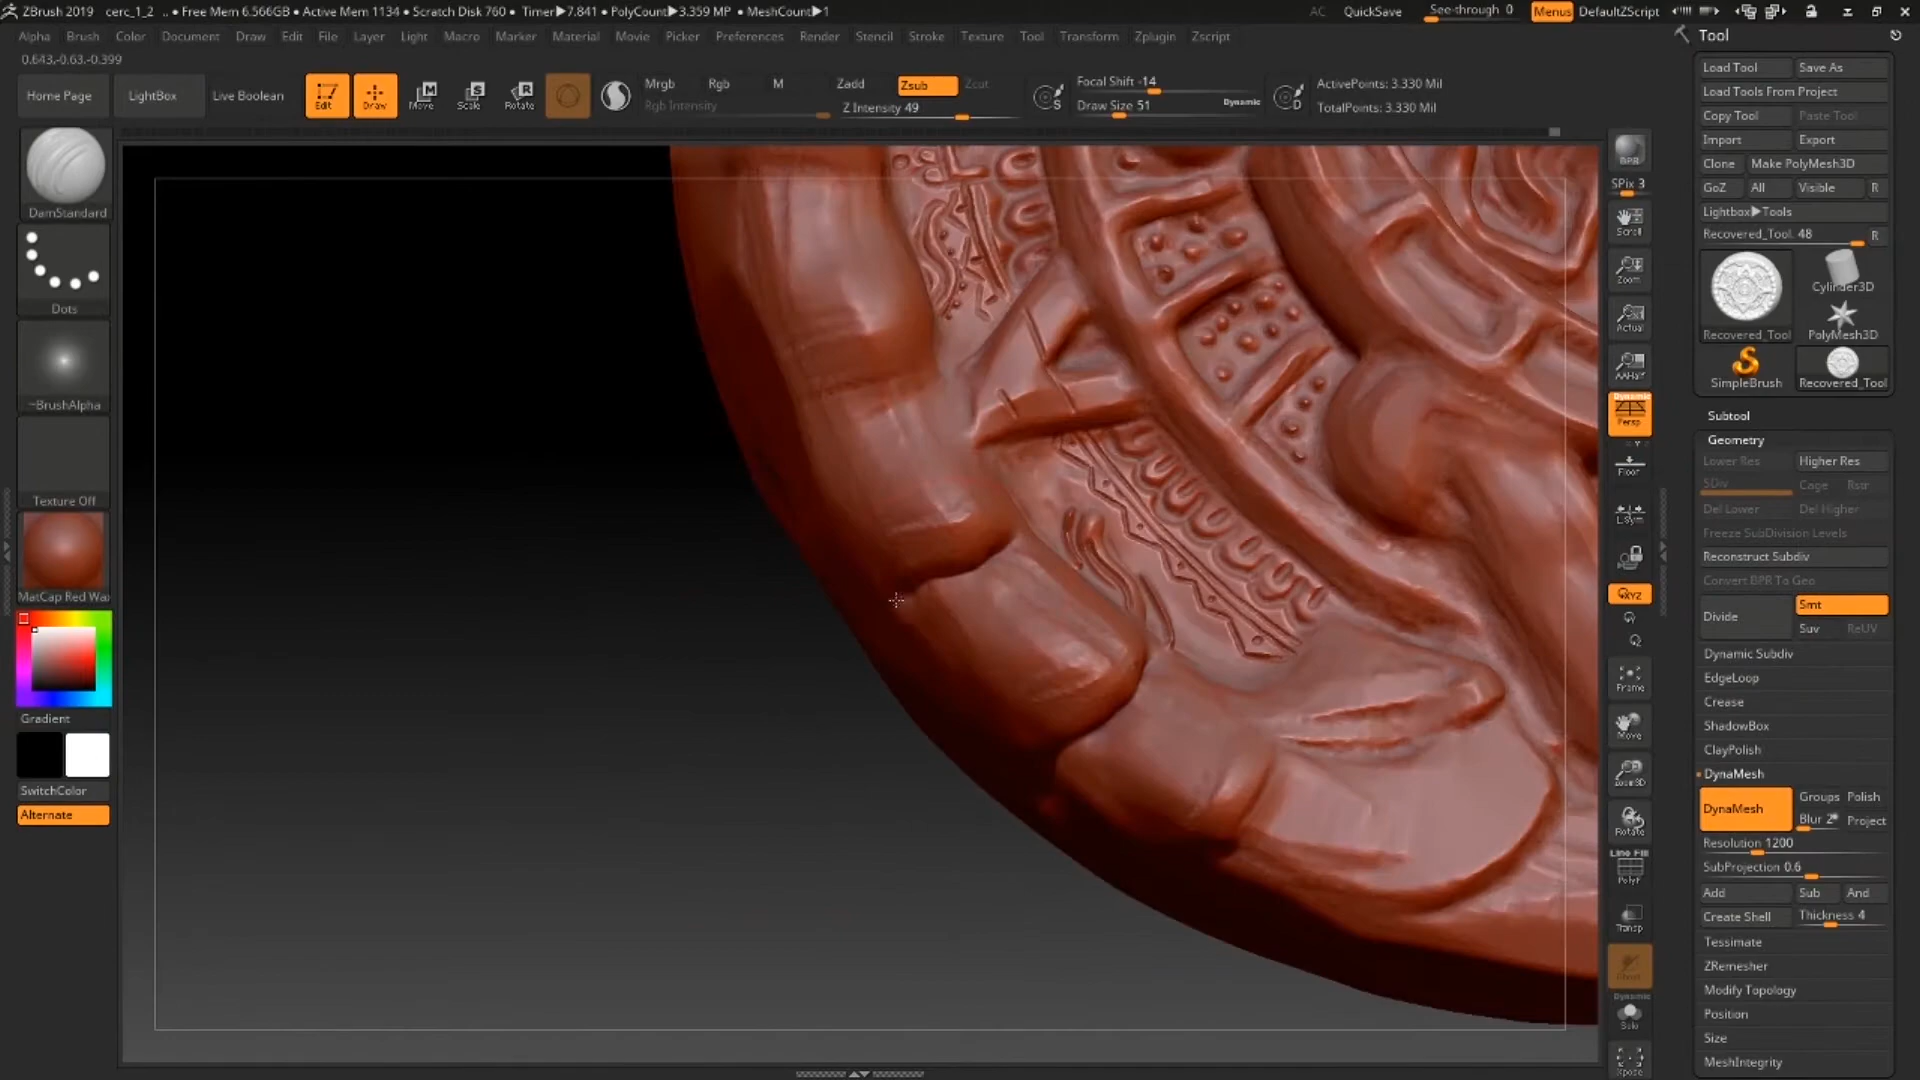 ZBrush 2019 cerc_1_2 .. • Free Mem 6.566GB • Active Mem 1134 • Scratch Disk 760 • Timer▶7.841 • PolyCount▶3.359 MP • MeshCount▶1 AC QuickSave See-through 0 Menus DefaultZScript
Alpha Brush Color Document Draw Edit File Layer Light Macro Marker Material Movie Picker Preferences Render Stencil Stroke Texture Tool Transform Zplugin Zscript
0.643,-0.63,-0.399
Home Page LightBox Live Boolean Edit Draw Move Scale Rotate
Mrgb Rgb M Zadd Zsub Zcut
Rgb Intensity Z Intensity 49
Focal Shift -14
Draw Size 51 Dynamic
ActivePoints: 3.330 Mil
TotalPoints: 3.330 Mil
DamStandard
Dots
~BrushAlpha
Texture Off
MatCap Red Wax
Gradient
SwitchColor
Alternate
BPR
SPix 3
Scroll
Zoom
Actual
AAHalf
Dynamic
Persp
Floor
L.Sym
XYZ
Frame
Move
Zoom3D
Rotate
Line Fill
PolyF
Transp
Ghost
Dynamic
Solo
Xpose
Tool
Load Tool Save As
Load Tools From Project
Copy Tool Paste Tool
Import Export
Clone Make PolyMesh3D
GoZ All Visible R
Lightbox▶Tools
Recovered_Tool. 48 R
Cylinder3D
Recovered_Tool PolyMesh3D
SimpleBrush Recovered_Tool
Subtool
Geometry
Lower Res Higher Res
SDiv Cage Rstr
Del Lower Del Higher
Freeze SubDivision Levels
Reconstruct Subdiv
Convert BPR To Geo
Divide Smt
Suv ReUV
Dynamic Subdiv
EdgeLoop
Crease
ShadowBox
ClayPolish
DynaMesh
DynaMesh Groups Polish
Blur 2 Project
Resolution 1200
SubProjection 0.6
Add Sub And
Create Shell Thickness 4
Tessimate
ZRemesher
Modify Topology
Position
Size
MeshIntegrity